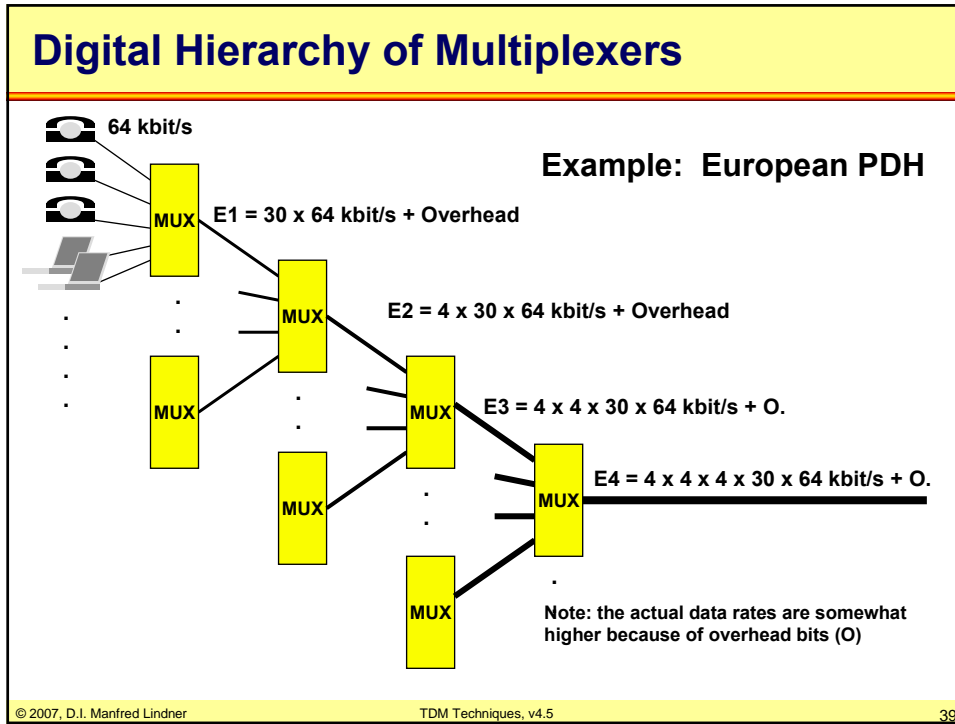 Digital Hierarchy of Multiplexers
64 kbit/s
Example: European PDH
MUX
E1 = 30 x 64 kbit/s + Overhead
MUX
E2 = 4 x 30 x 64 kbit/s + Overhead
MUX
MUX
E3 = 4 x 4 x 30 x 64 kbit/s + O.
MUX
MUX
E4 = 4 x 4 x 4 x 30 x 64 kbit/s + O.
MUX
Note: the actual data rates are somewhat
higher because of overhead bits (O)
© 2007, D.I. Manfred Lindner
TDM Techniques, v4.5
39